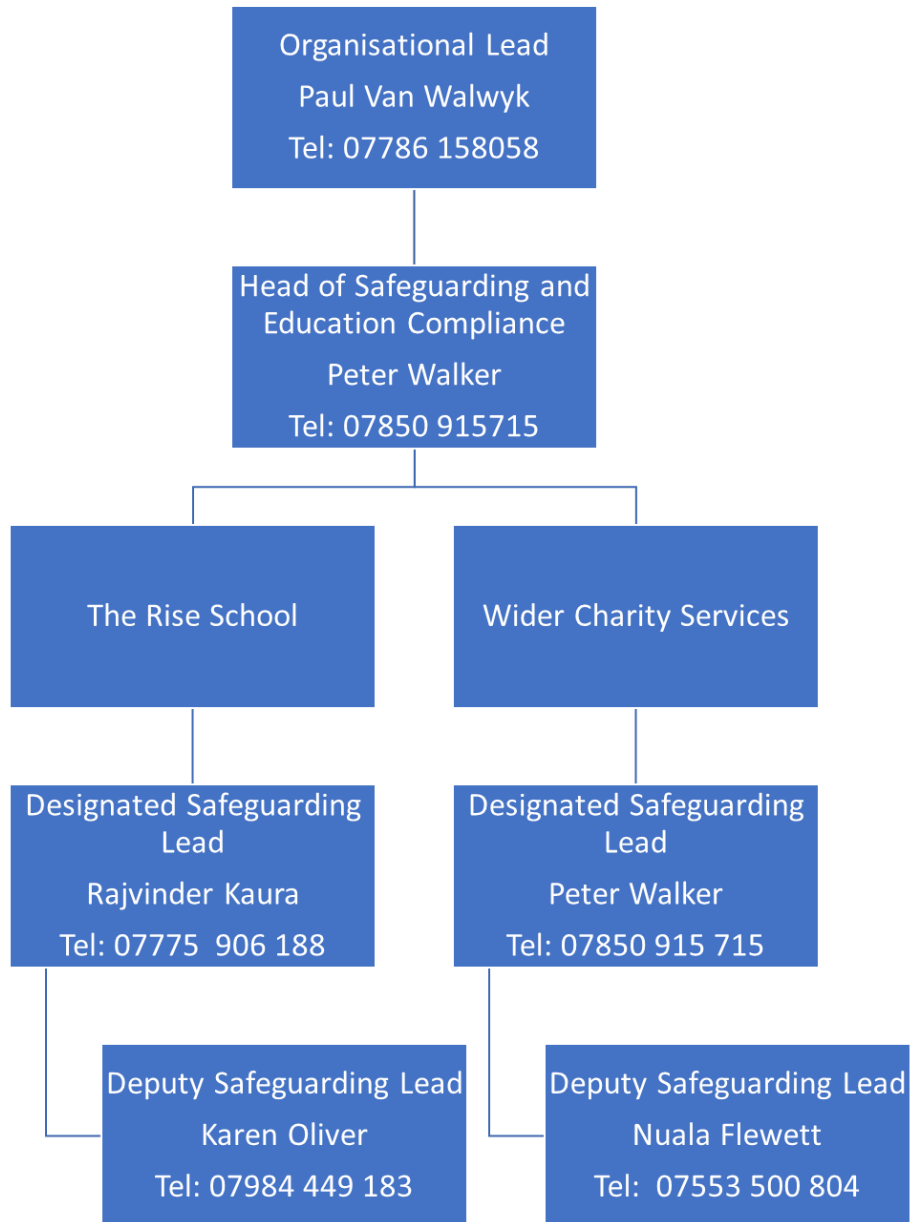 Organisational Lead
Paul Van Walwyk
Tel: 07786 158058
Head of Safeguarding and
Education Compliance
Peter Walker
Tel: 07850 915715
The Rise School
Wider Charity Services
Designated Safeguarding
Lead
Rajvinder Kaura
Tel: 07775  906 188
Designated Safeguarding
Lead
Peter Walker
Tel: 07850 915 715
Deputy Safeguarding Lead
Karen Oliver
Tel: 07984 449 183
Deputy Safeguarding Lead
Nuala Flewett
Tel:  07553 500 804